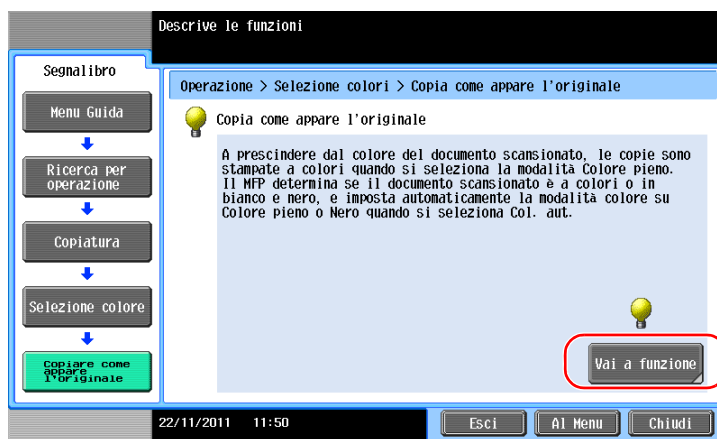 Descrive le funzioni
Segnalibro
Menu Guida
Ricerca per
operazione
Copiatura
Selezione colore
Copiare come
appare
l'originale
Operazione > Selezione colori > Copia come appare l'originale
Copia come appare l'originale
A prescindere dal colore del documento scansionato, le copie sono
stampate a colori quando si seleziona la modalità Colore pieno.
Il MFP determina se il documento scansionato è a colori o in
bianco e nero, e imposta automaticamente la modalità colore su
Colore pieno o Nero quando si seleziona Col. aut.
Vai a funzione
22/11/2011 11:50
Esci
Al Menu
Chiudi